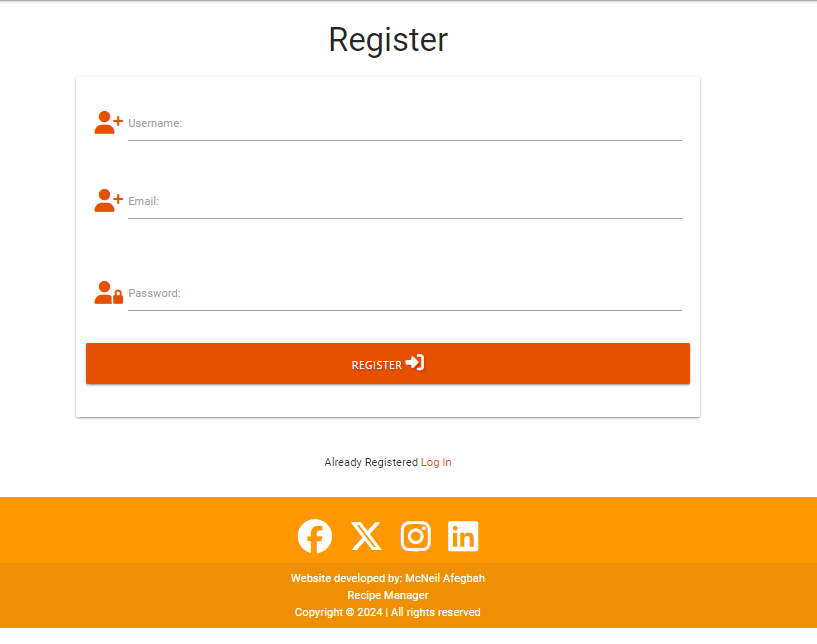 Register
Username:
Email:
Password:
REGISTER
Already Registered Log In
Website developed by: McNeil Afegbah
Recipe Manager
Copyright © 2024 | All rights reserved